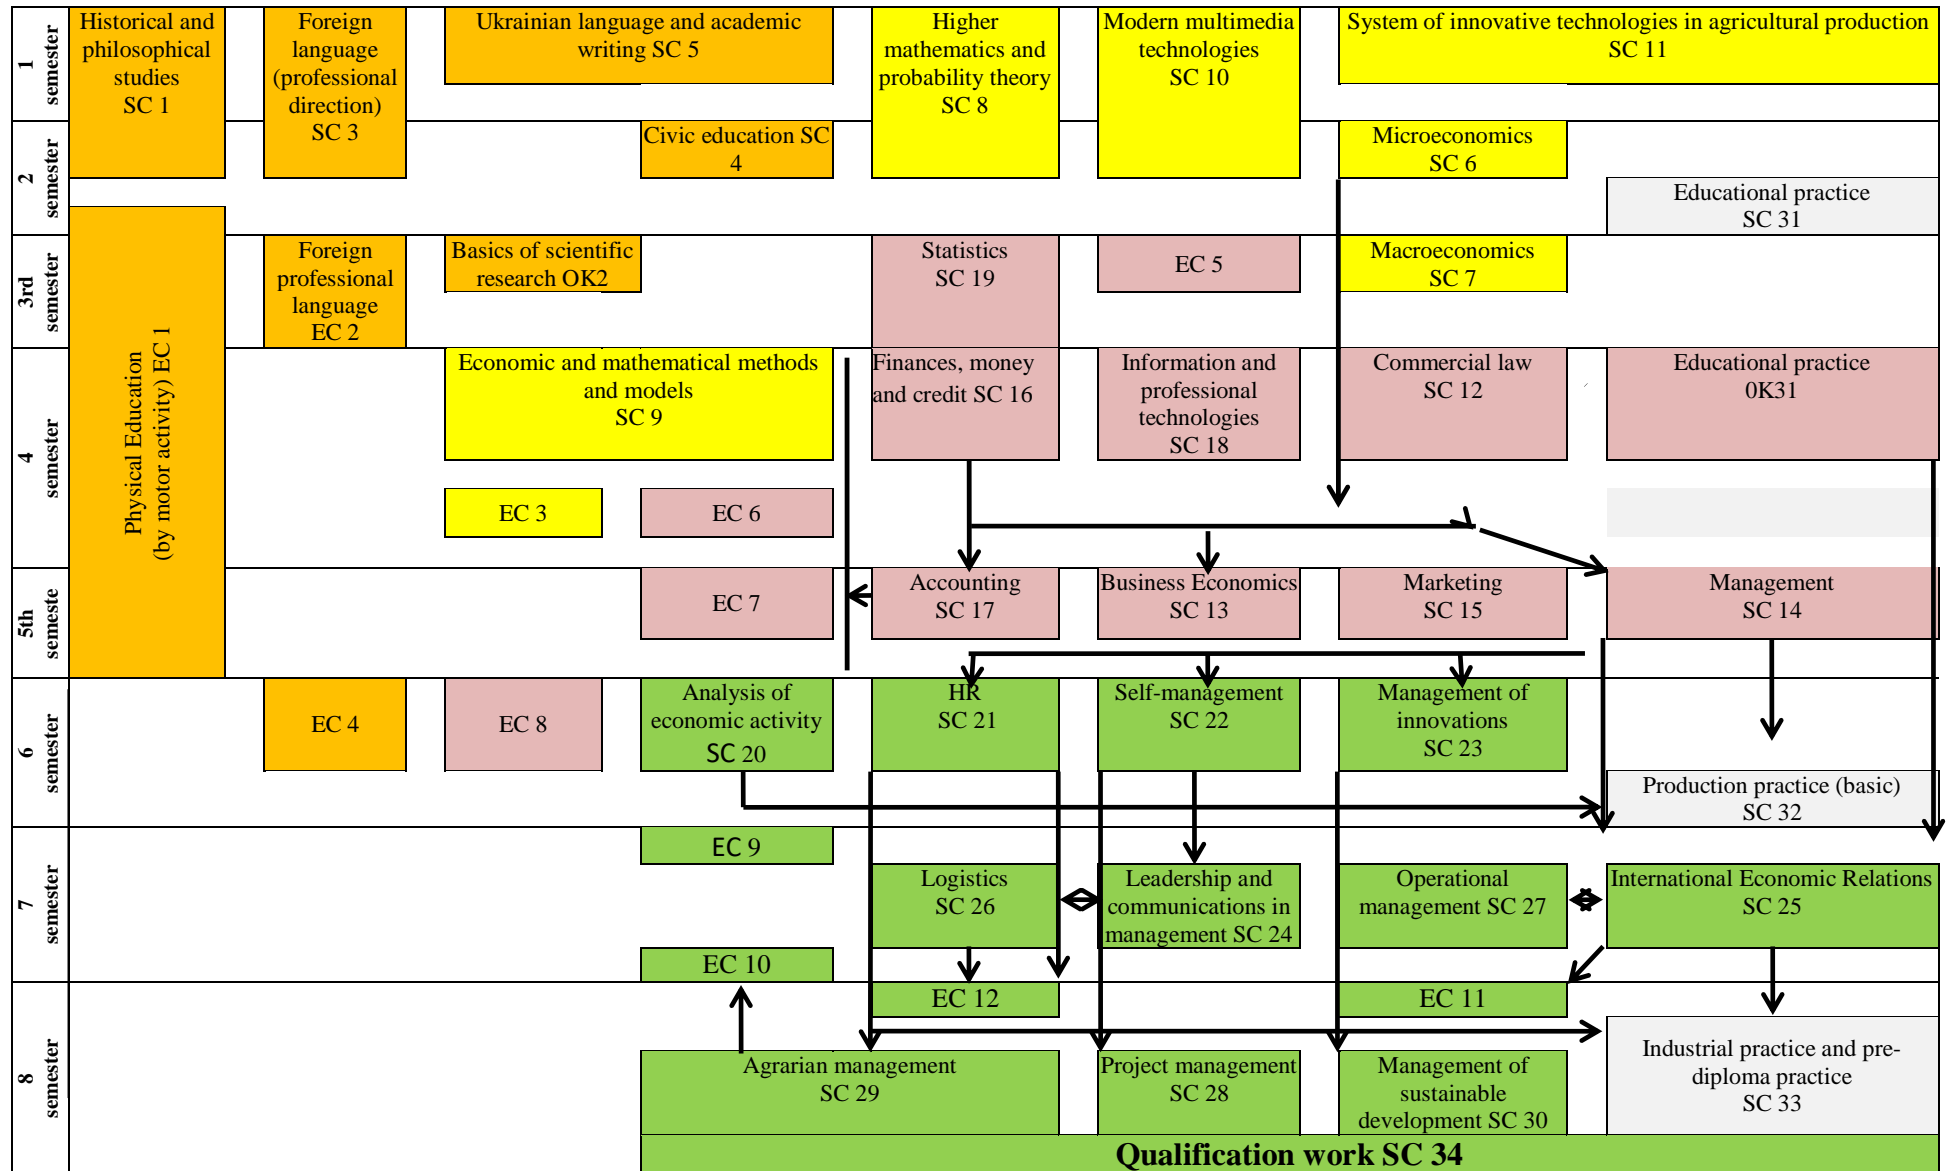 1
semester
Historical and
philosophical
studies
SC 1
Foreign
language
(professional
direction)
SC 3
Ukrainian language and academic
writing SC 5
Higher
mathematics and
probability theory
SC 8
Modern multimedia
technologies
SC 10
System of innovative technologies in agricultural production
SC 11
2
semester
Civic education SC
4
Microeconomics
SC 6
Educational practice
SC 31
Physical Education
(by motor activity) EC 1
3rd
semester
Foreign
professional
language
EC 2
Basics of scientific
research OK2
Statistics
SC 19
EC 5
Macroeconomics
SC 7
4
semester
Economic and mathematical methods
and models
SC 9
Finances, money
and credit SC 16
Information and
professional
technologies
SC 18
Commercial law
SC 12
Educational practice
0K31
EC 3
EC 6
5th
semeste
EC 7
Accounting
SC 17
Business Economics
SC 13
Marketing
SC 15
Management
SC 14
6
semester
EC 4
EC 8
Analysis of
economic activity
SC 20
HR
SC 21
Self-management
SC 22
Management of
innovations
SC 23
Production practice (basic)
SC 32
7
semester
EC 9
Logistics
SC 26
Leadership and
communications in
management SC 24
Operational
management SC 27
International Economic Relations
SC 25
EC 10
8
semester
EC 12
EC 11
Agrarian management
SC 29
Project management
SC 28
Management of
sustainable
development SC 30
Industrial practice and pre-
diploma practice
SC 33
Qualification work SC 34